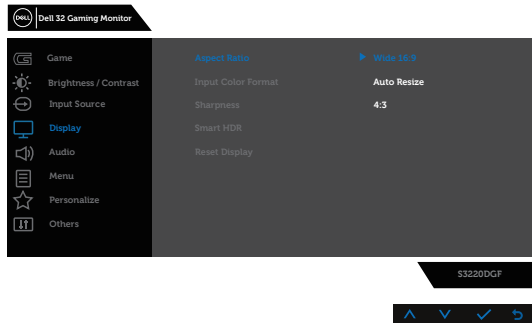 DELL
Dell 32 Gaming Monitor
Game
Aspect Ratio
Wide 16:9
Brightness / Contrast
Input Color Format
Auto Resize
Input Source
Sharpness
4:3
Display
Smart HDR
Audio
Reset Display
Menu
Personalize
Others
S3220DGF